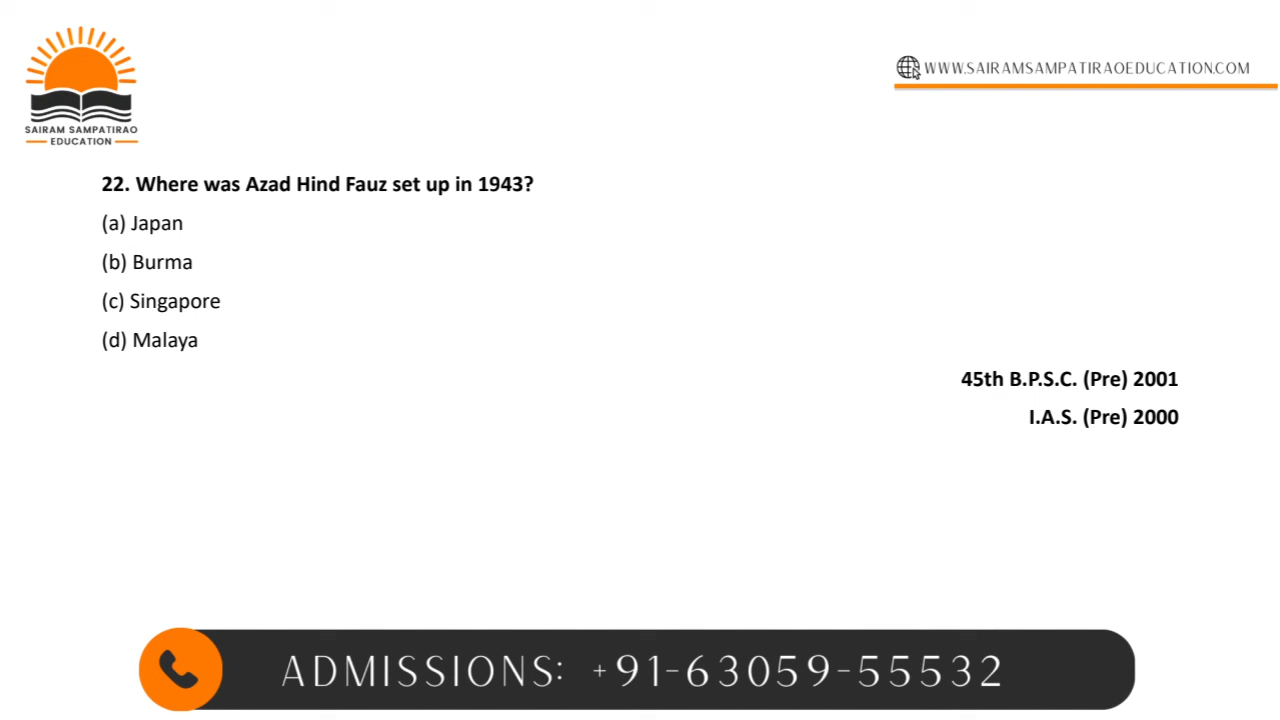 SAIRAM SAMPATIRAO
EDUCATION
WWW.SAIRAMSAMPATIRAOEDUCATION.COM
22. Where was Azad Hind Fauz set up in 1943?
(a) Japan
(b) Burma
(c) Singapore
(d) Malaya
45th B.P.S.C. (Pre) 2001
I.A.S. (Pre) 2000
ADMISSIONS: +91-63059-55532